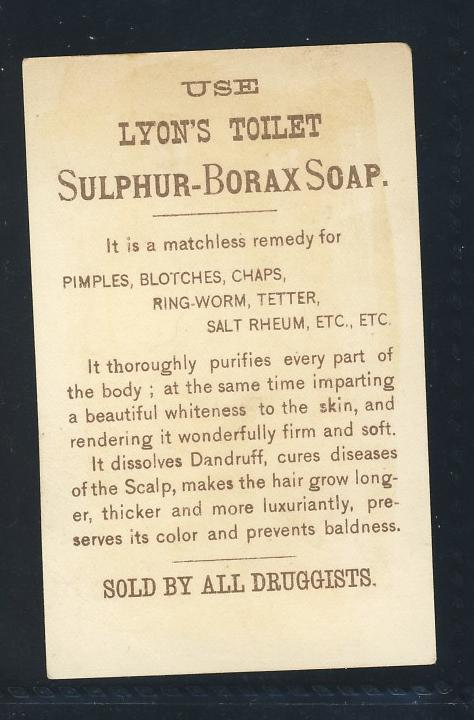 USE
LYON'S TOILET
SULPHUR-BORAX SOAP.
It is a matchless remedy for
PIMPLES, BLOTCHES, CHAPS,
RING-WORM, TETTER,
SALT RHEUM, ETC., ETC.
It thoroughly purifies every part of
the body ; at the same time imparting
a beautiful whiteness to the skin, and
rendering it wonderfully firm and soft.
It dissolves Dandruff, cures diseases
of the Scalp, makes the hair grow long-
er, thicker and more luxuriantly, pre-
serves its color and prevents baldness.
SOLD BY ALL DRUGGISTS.